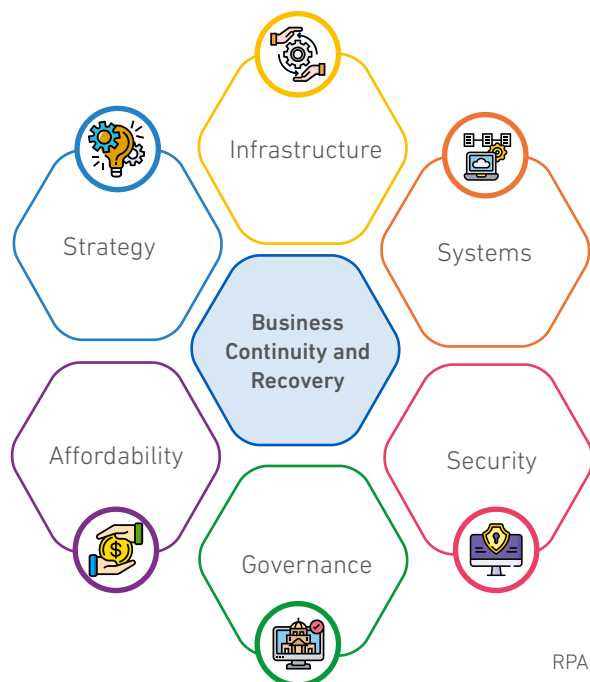 Infrastructure
Strategy
Systems
Business
Continuity and
Recovery
Affordability
Security
Governance
$
RPA